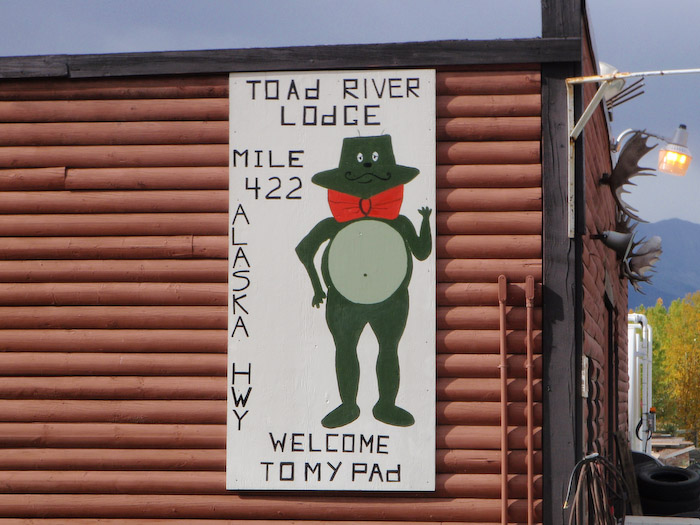 TOAd RIVER
LOdGE
MILE
422
ALASKA HWY
WELCOME
TO MY PAd